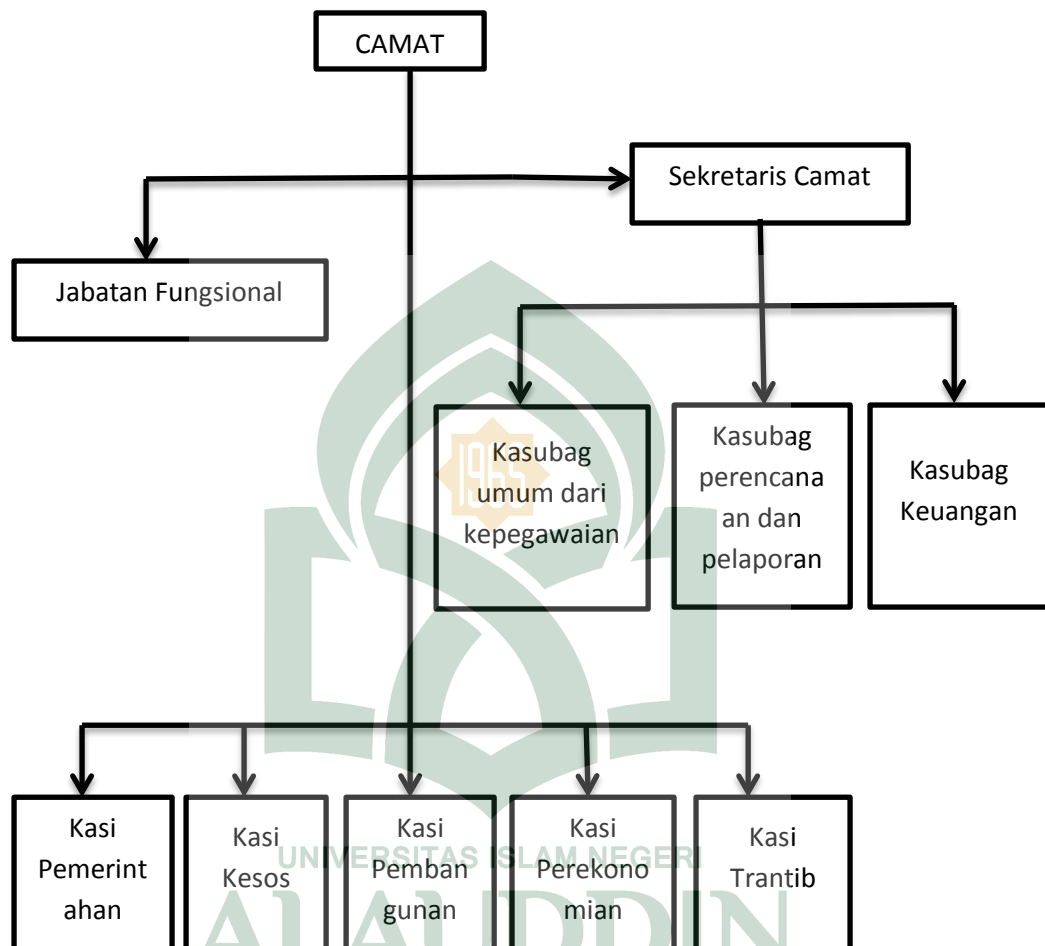 CAMAT
Sekretaris Camat
Jabatan Fungsional
Kasubag
umum dari
kepegawaian
Kasubag
perencana
an dan
pelaporan
Kasubag
Keuangan
1965
Kasi
Pemerint
ahan
Kasi
Kesos
Kasi
Pemban
gunan
Kasi
Perekono
mian
Kasi
Trantib
UNIVERSITAS ISLAM NEGERI
ALAUDDIN